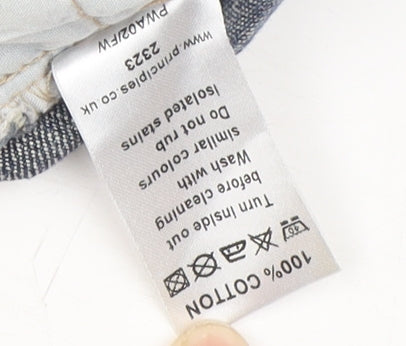 100% COTTON
40
Turn inside out
before cleaning
Wash with
similar colours
Do not rub
isolated stains
www.principles.co.uk
2323
PWA02/FW